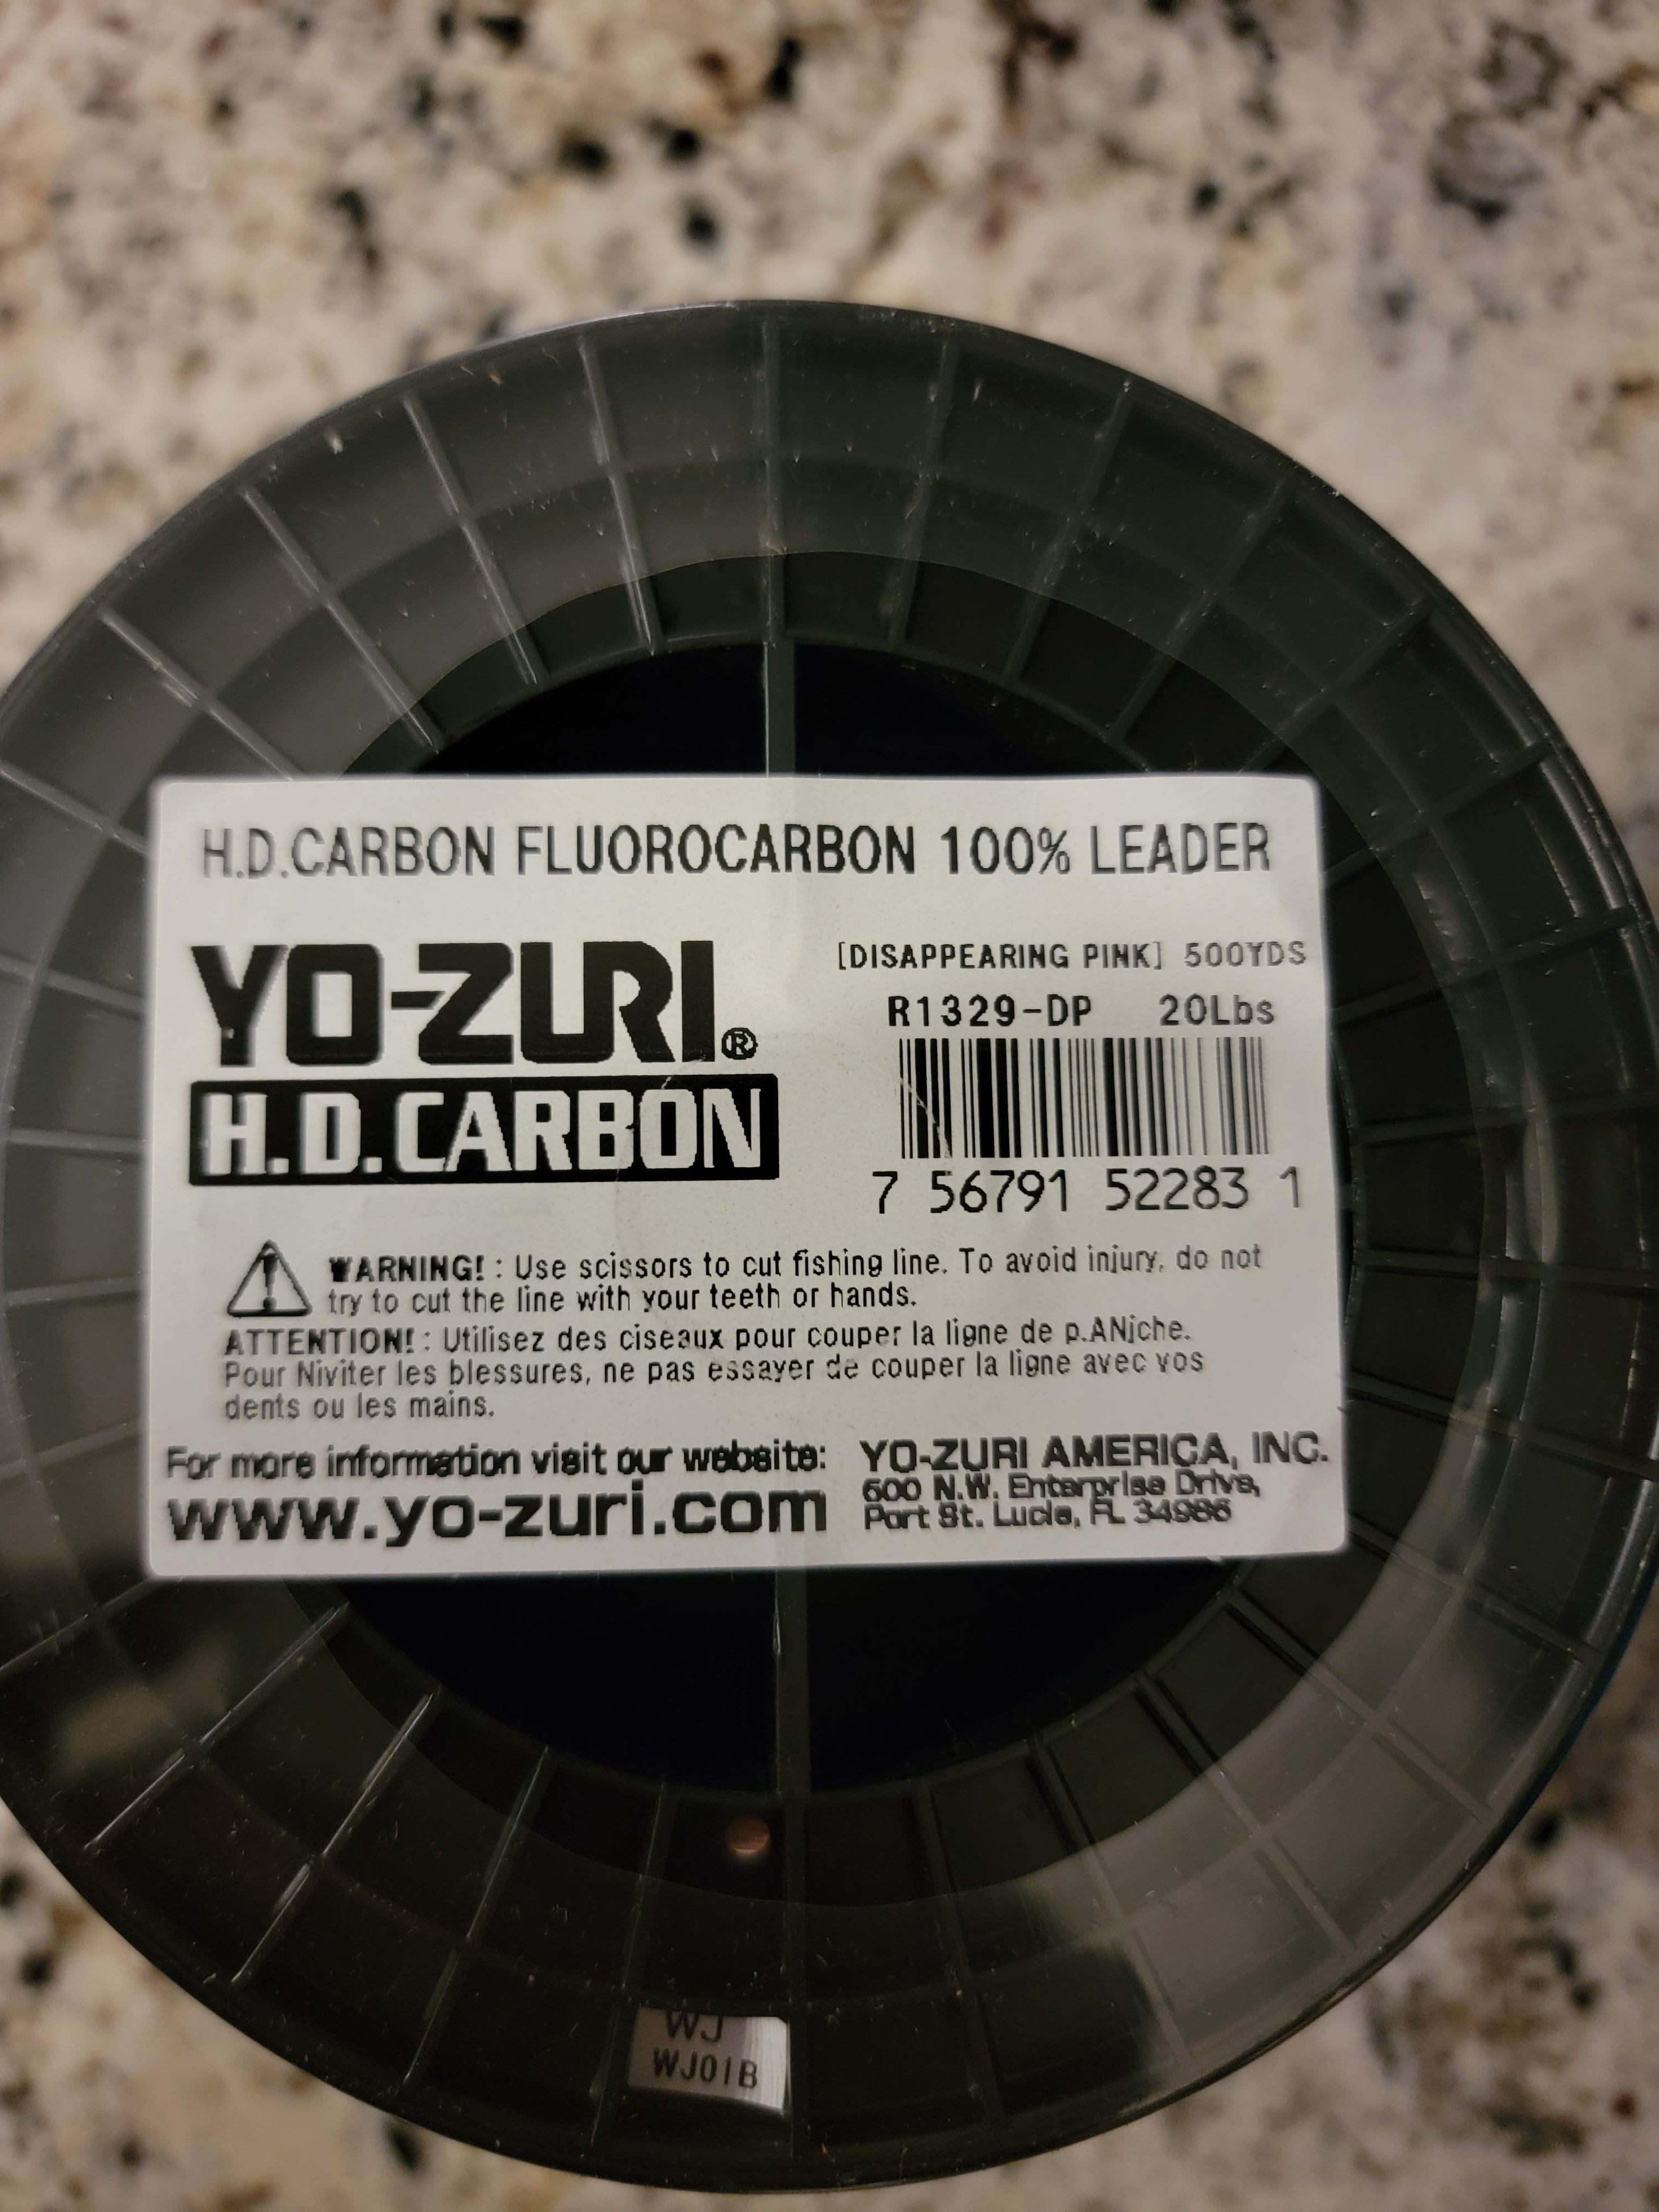 H.D.CARBON FLUOROCARBON 100% LEADER
YO-ZURI®
H.D.CARBON
[DISAPPEARING PINK] 500YDS
R1329-DP 20Lbs
7 56791 52283 1
WARNING! : Use scissors to cut fishing line. To avoid injury, do not
try to cut the line with your teeth or hands.
ATTENTION! : Utilisez des ciseaux pour couper la ligne de p.ANiche.
Pour Niviter les blessures, ne pas essayer de couper la ligne avec vos
dents ou les mains.
For more information visit our website:
www.yo-zuri.com
YO-ZURI AMERICA, INC.
600 N.W. Enterprise Drive,
Port St. Lucie, FL 34986
WJ
WJ01B